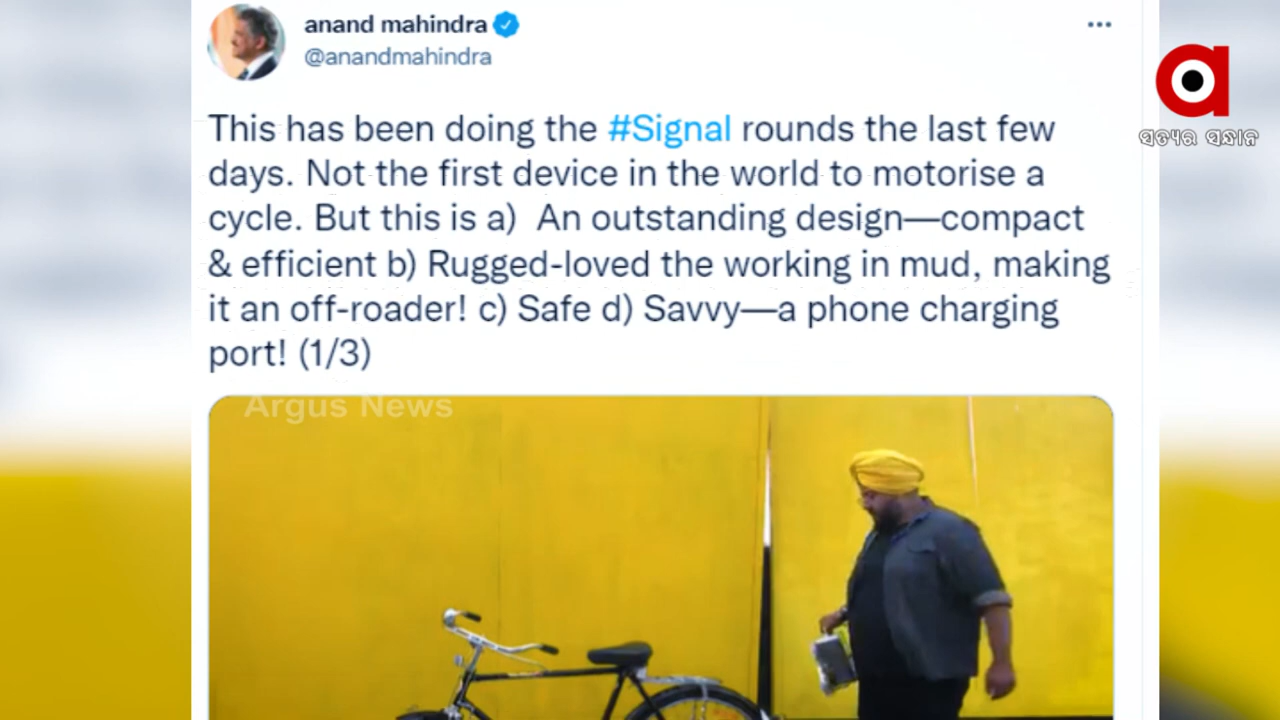 anand mahindra
@anandmahindra
This has been doing the #Signal rounds the last few
days. Not the first device in the world to motorise a
cycle. But this is a)  An outstanding design—compact
& efficient b) Rugged-loved the working in mud, making
it an off-roader! c) Safe d) Savvy—a phone charging
port! (1/3)
Argus News
a
ସତ୍ୟର ସନ୍ଧାନ